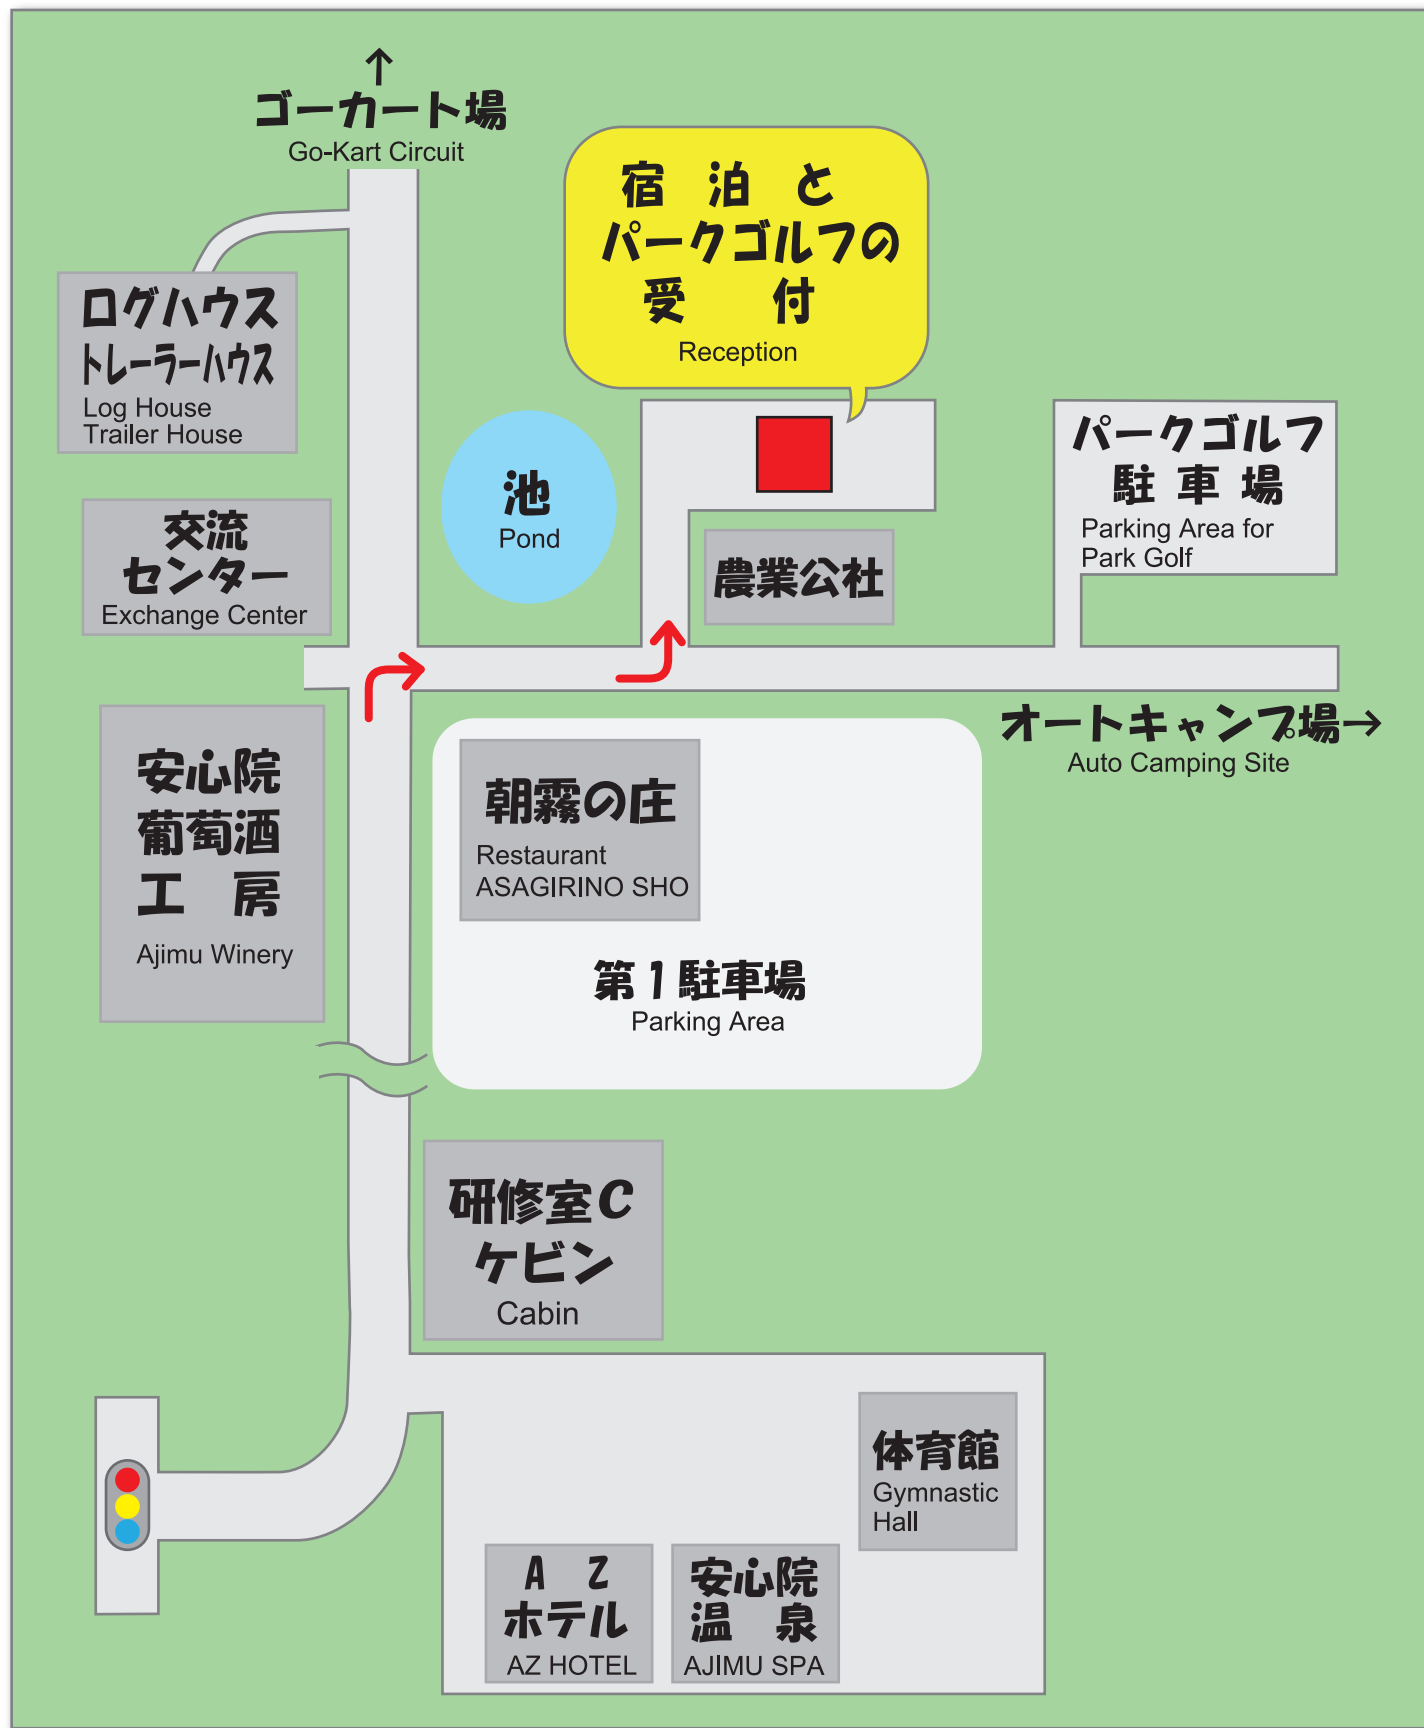 ↑
ゴーカート場
Go-Kart Circuit
宿泊と
パークゴルフの
受付
Reception
ログハウス
トレーラーハウス
Log House
Trailer House
パークゴルフ
駐車場
Parking Area for
Park Golf
池
Pond
交流
センター
Exchange Center
農業公社
オートキャンプ場→
Auto Camping Site
安心院
葡萄酒
工房
Ajimu Winery
朝霧の庄
Restaurant
ASAGIRINO SHO
第1駐車場
Parking Area
研修室C
ケビン
Cabin
体育館
Gymnastic
Hall
AZ
ホテル
AZ HOTEL
安心院
温泉
AJIMU SPA